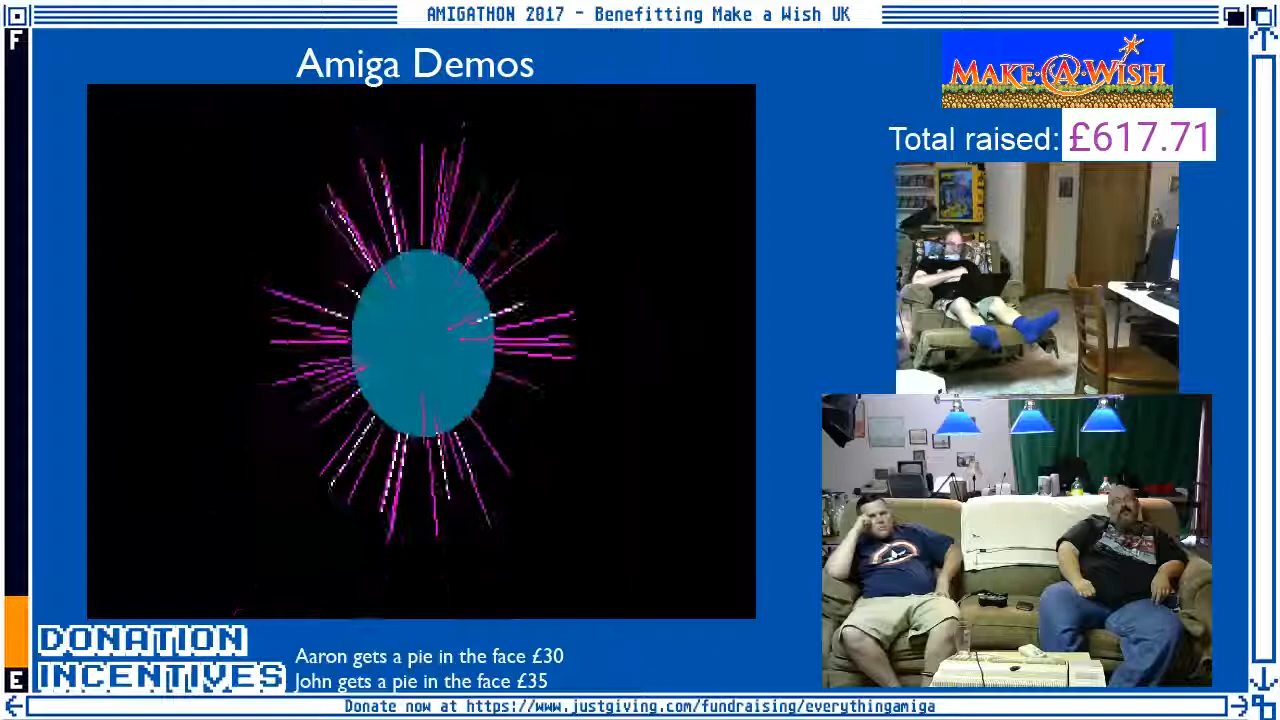 AMIGATHON 2017 - Benefitting Make a Wish UK
F
Amiga Demos
MAKE-A-WISH
Total raised: £617.71
DONATION
INCENTIVES
Aaron gets a pie in the face £30
John gets a pie in the face £35
E
Donate now at https://www.justgiving.com/fundraising/everythingamiga